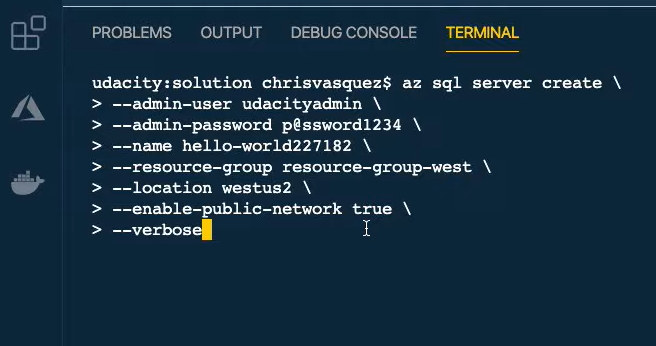 PROBLEMS OUTPUT DEBUG CONSOLE TERMINAL
udacity:solution chrisvasquez$ az sql server create \
> --admin-user udacityadmin \
> --admin-password p@ssword1234 \
> --name hello-world227182 \
> --resource-group resource-group-west \
> --location westus2 \
> --enable-public-network true \
> --verbose